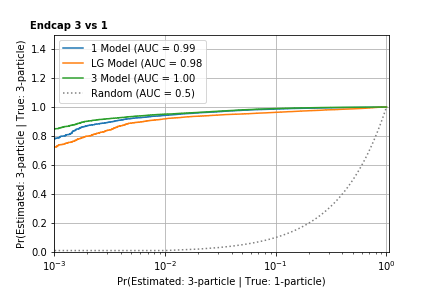 Endcap 3 vs 1
1 Model (AUC = 0.99
LG Model (AUC = 0.98
3 Model (AUC = 1.00
Random (AUC = 0.5)
Pr(Estimated: 3-particle | True: 3-particle)
1.4
1.2
1.0
0.8
0.6
0.4
0.2
0.0
10⁻³
10⁻²
10⁻¹
10⁰
Pr(Estimated: 3-particle | True: 1-particle)